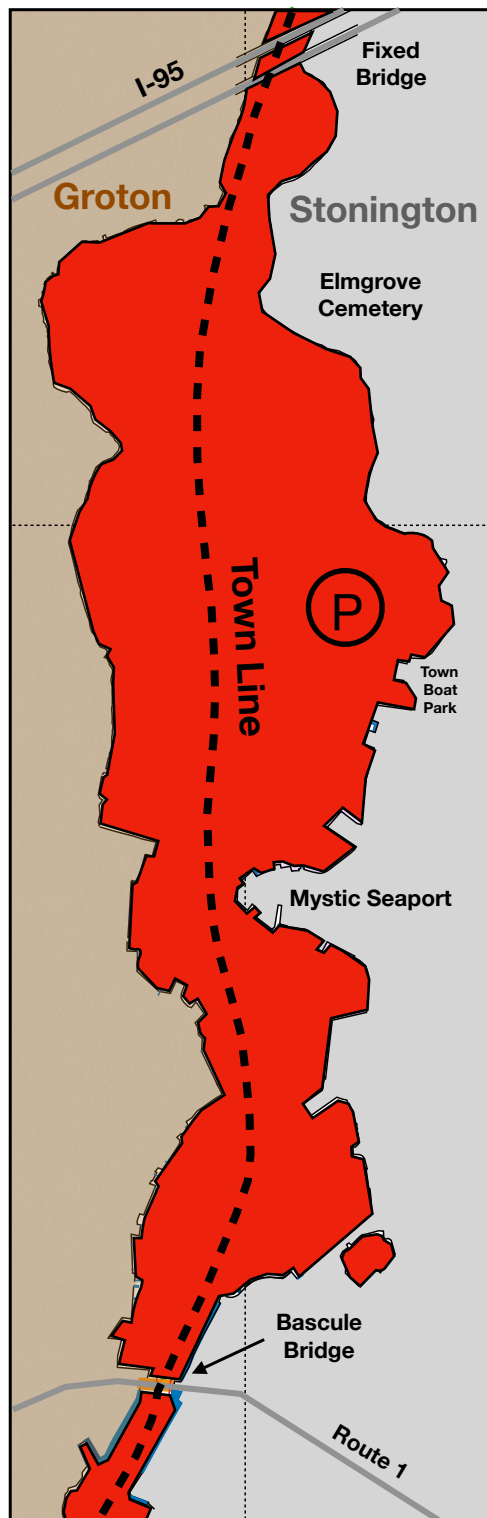 I-95
Fixed
Bridge
Groton
Stonington
Elmgrove
Cemetery
P
Town Line
Town
Boat
Park
Mystic Seaport
Bascule
Bridge
Route 1